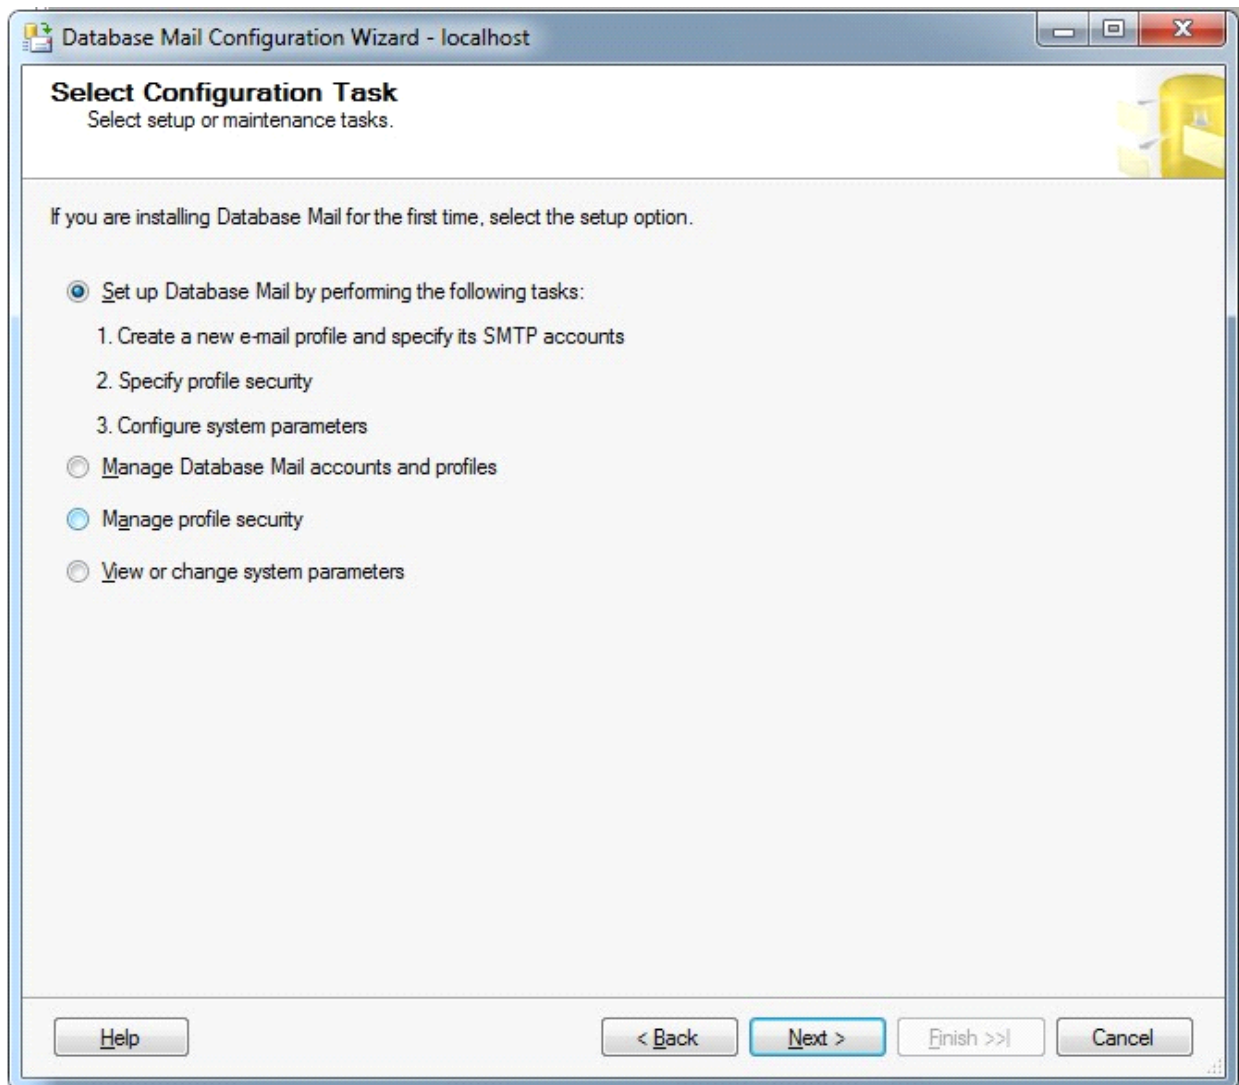 Database Mail Configuration Wizard - localhost
Select Configuration Task
Select setup or maintenance tasks.
If you are installing Database Mail for the first time, select the setup option.
Set up Database Mail by performing the following tasks:
1. Create a new e-mail profile and specify its SMTP accounts
2. Specify profile security
3. Configure system parameters
Manage Database Mail accounts and profiles
Manage profile security
View or change system parameters
Help < Back Next > Finish >>| Cancel